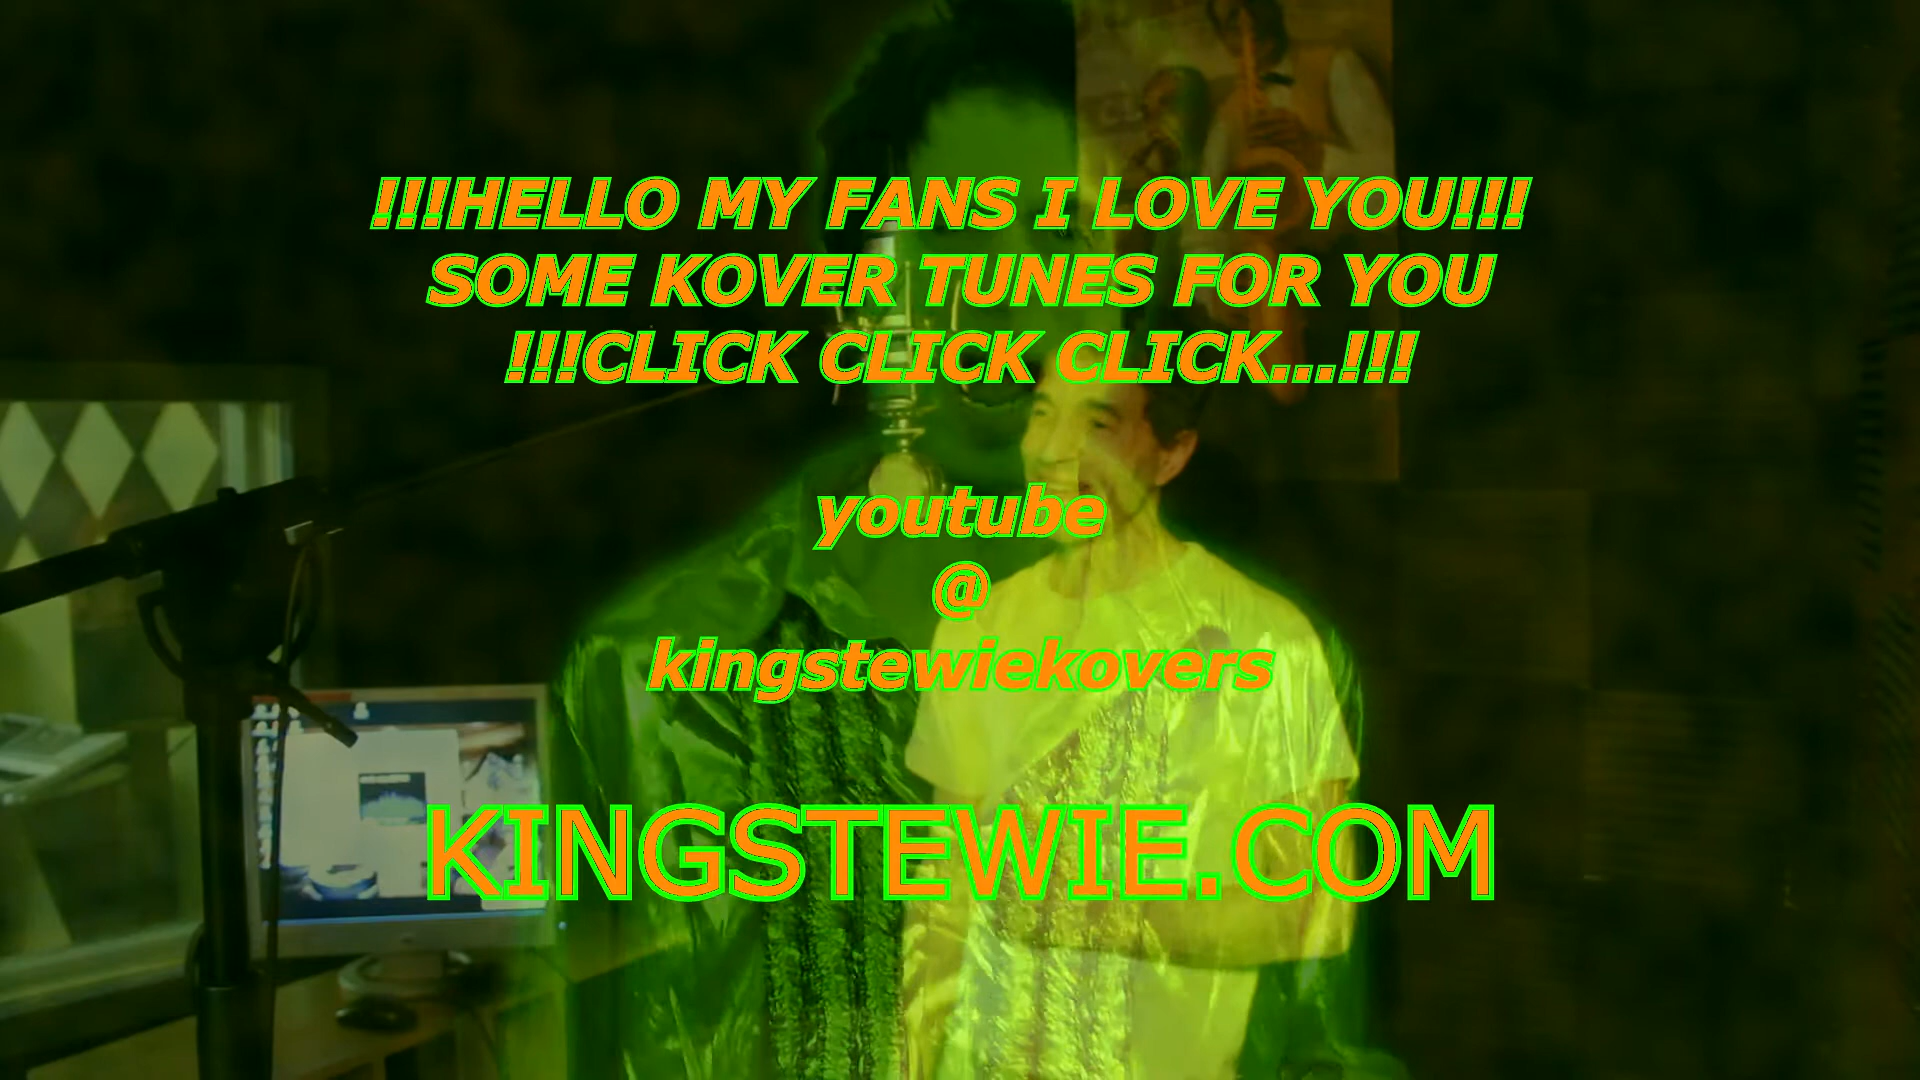 !!!HELLO MY FANS I LOVE YOU!!!
SOME KOVER TUNES FOR YOU
!!!CLICK CLICK CLICK...!!!
youtube
@
kingstewiekovers
KINGSTEWIE.COM